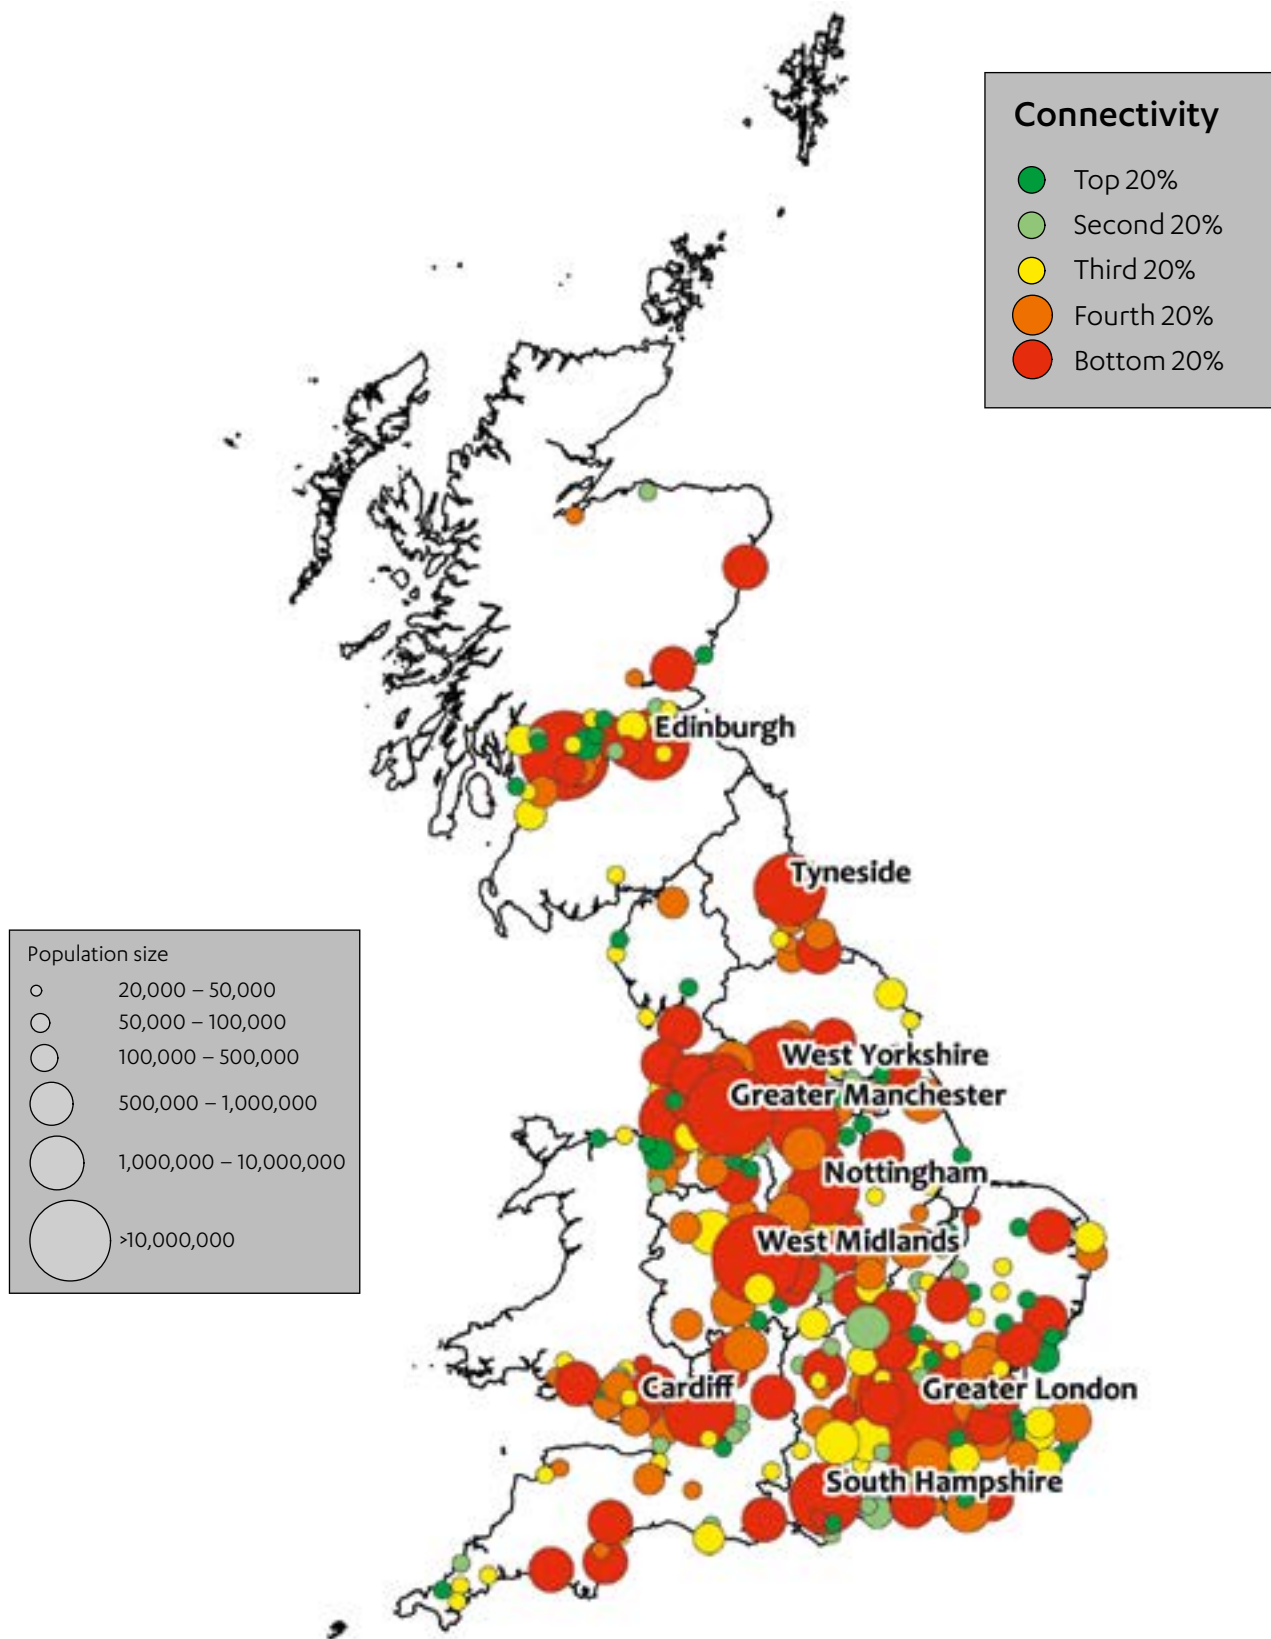 Connectivity
Top 20%
Second 20%
Third 20%
Fourth 20%
Bottom 20%
Edinburgh
Tyneside
Population size
20,000 – 50,000
50,000 – 100,000
100,000 – 500,000
500,000 – 1,000,000
1,000,000 – 10,000,000
>10,000,000
West Yorkshire
Greater Manchester
Nottingham
West Midlands
Cardiff
Greater London
South Hampshire